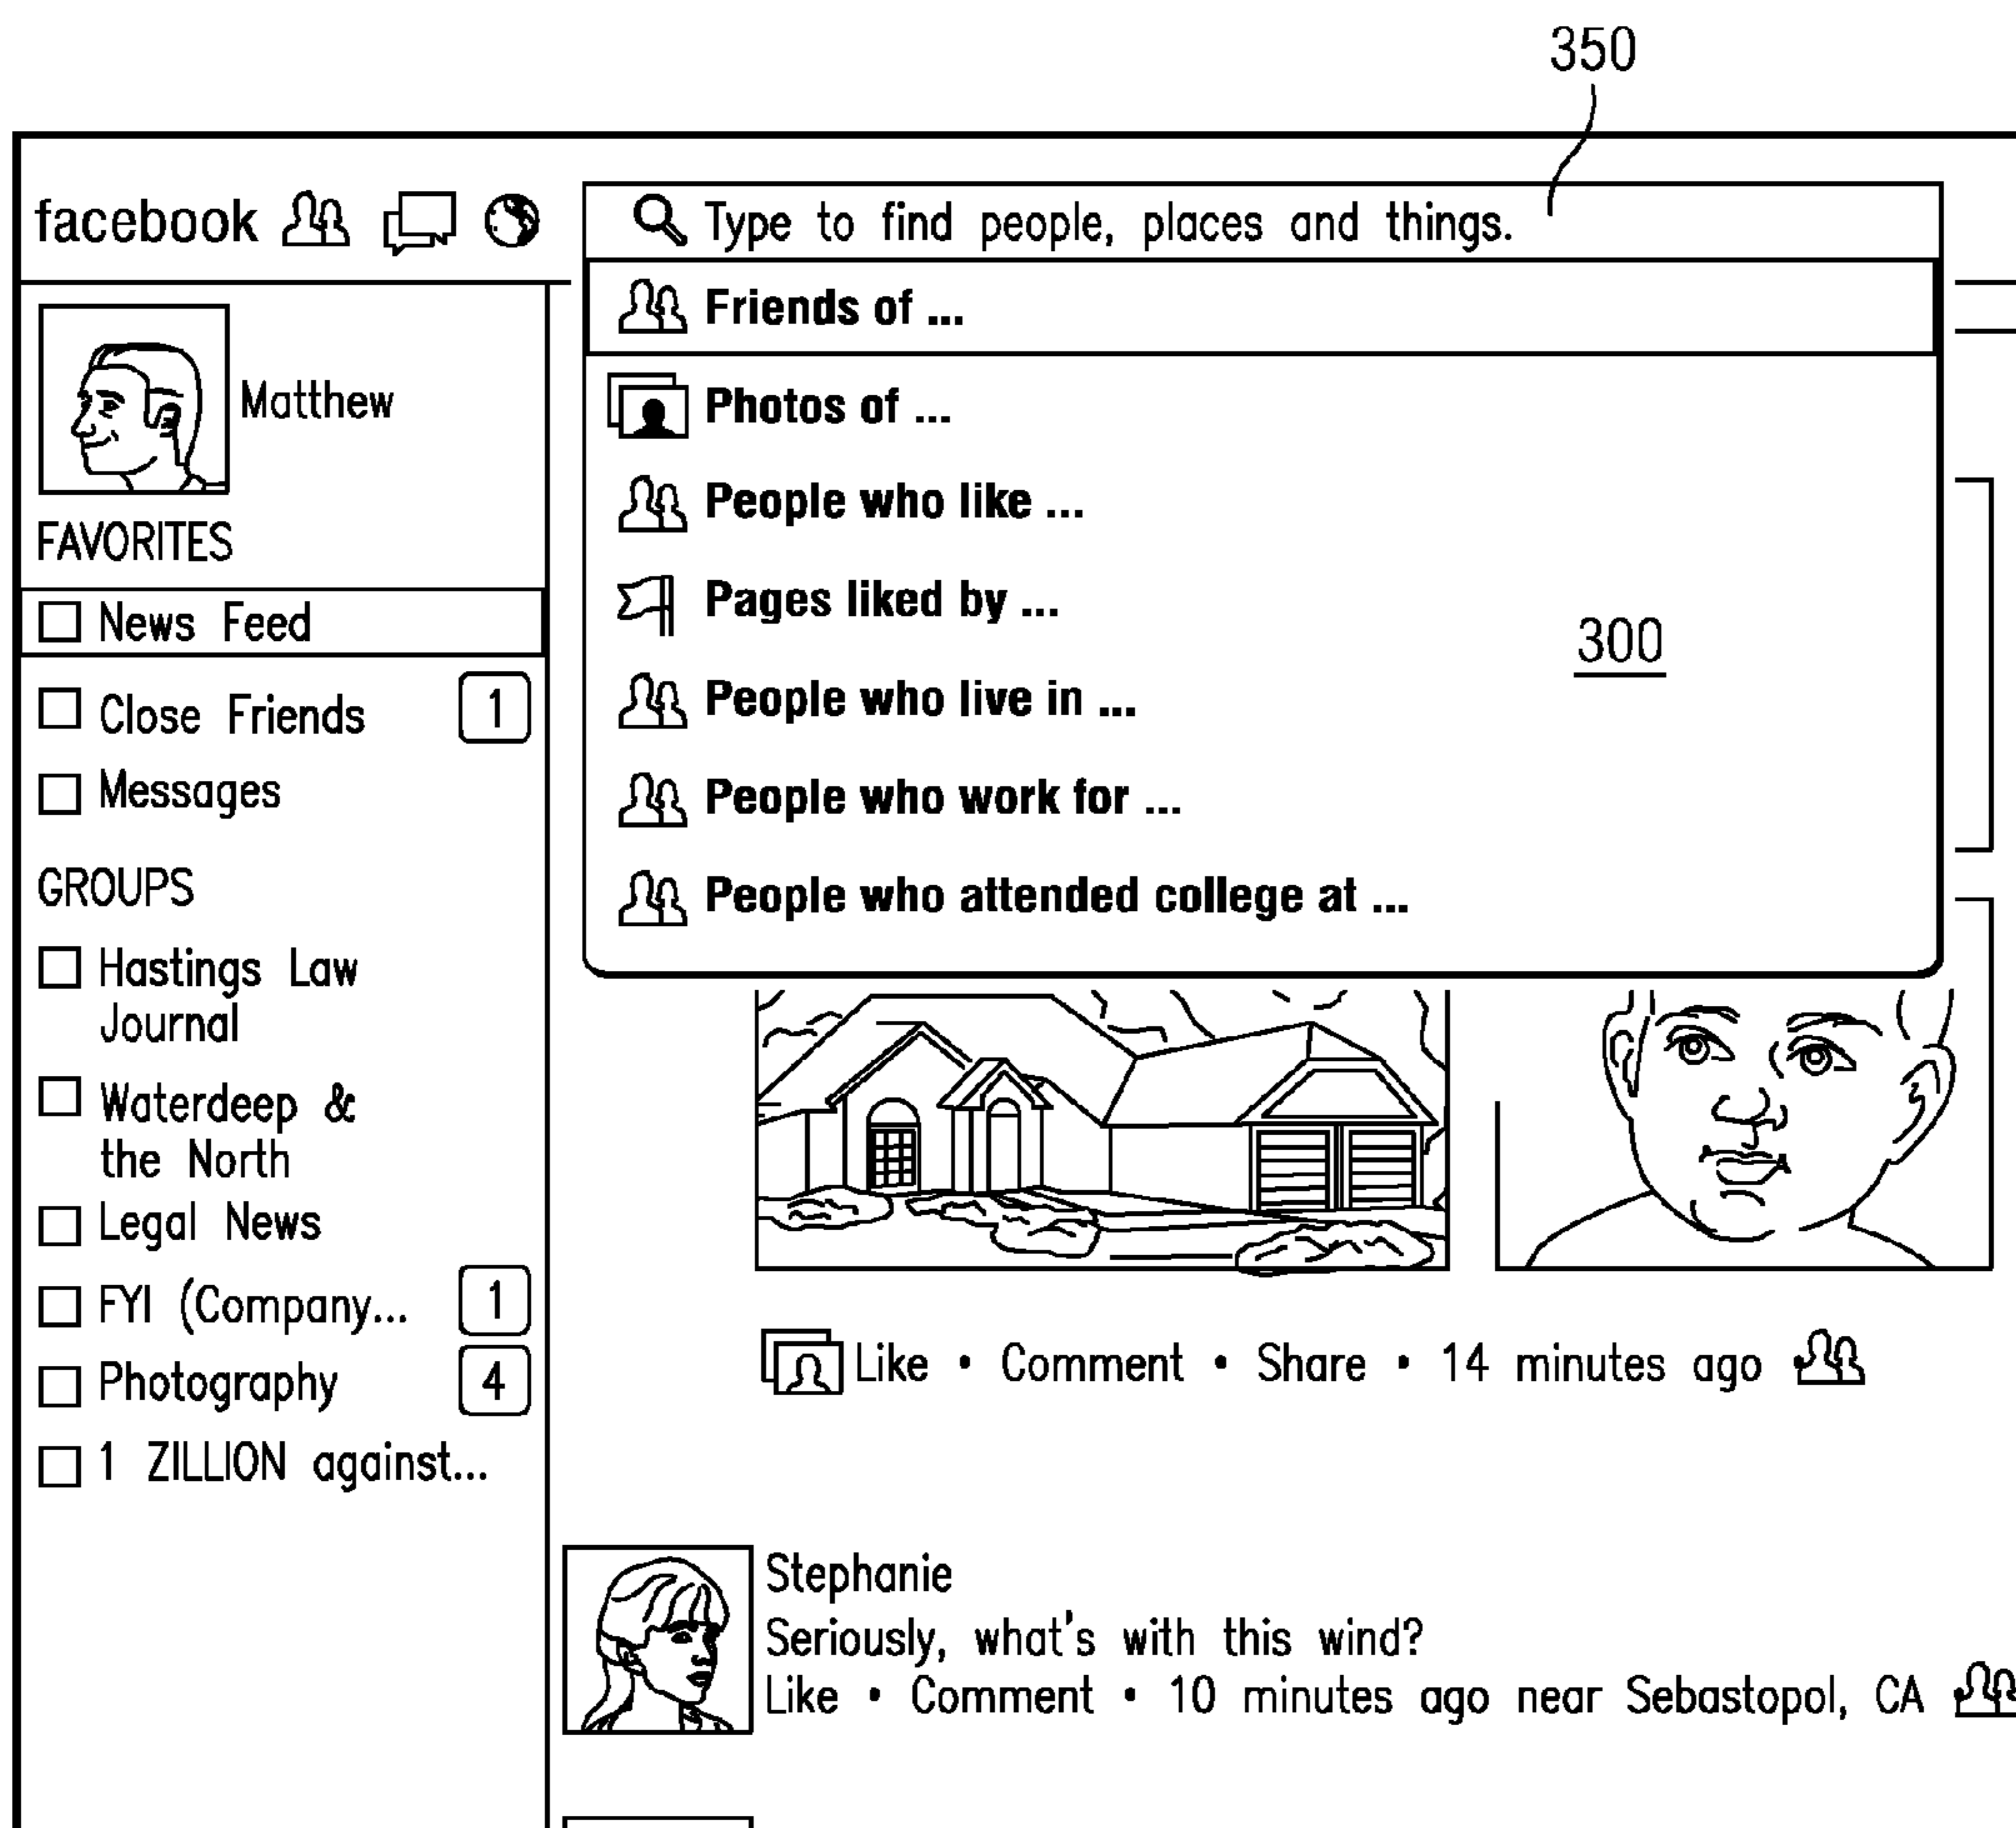 350
facebook
Type to find people, places and things.
Friends of ...
Photos of ...
People who like ...
Pages liked by ...
People who live in ...
People who work for ...
People who attended college at ...
300
Matthew
FAVORITES
News Feed
Close Friends 1
Messages
GROUPS
Hastings Law
Journal
Waterdeep &
the North
Legal News
FYI (Company... 1
Photography 4
1 ZILLION against...
Like • Comment • Share • 14 minutes ago
Stephanie
Seriously, what's with this wind?
Like • Comment • 10 minutes ago near Sebastopol, CA